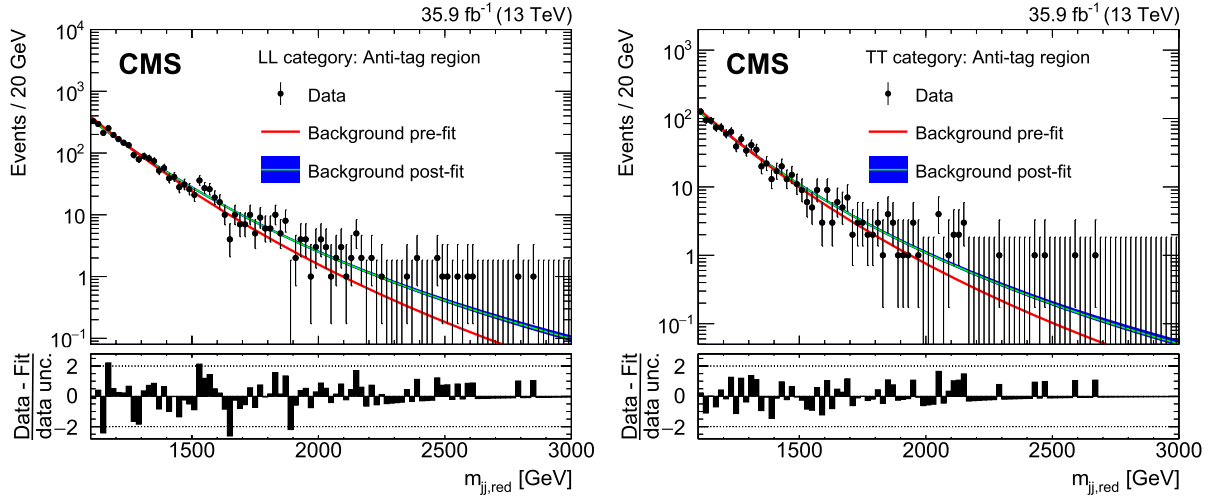 35.9 fb⁻¹ (13 TeV)
CMS
LL category: Anti-tag region
Data
Background pre-fit
Background post-fit
Events / 20 GeV
10⁴
10³
10²
10
1
10⁻¹
Data - Fit
data unc.
2
0
−2
1500 2000 2500 3000
m_jj,red [GeV]
35.9 fb⁻¹ (13 TeV)
CMS
TT category: Anti-tag region
Data
Background pre-fit
Background post-fit
Events / 20 GeV
10³
10²
10
1
10⁻¹
Data - Fit
data unc.
2
0
−2
1500 2000 2500 3000
m_jj,red [GeV]